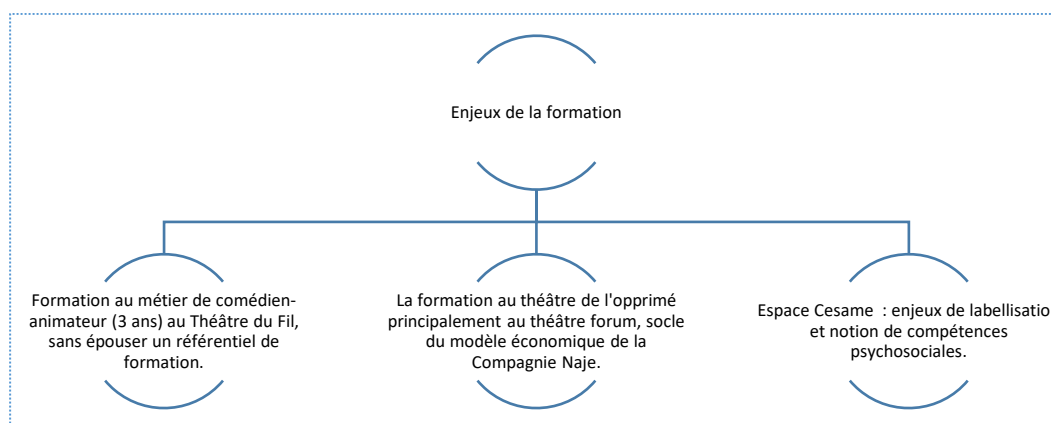 Enjeux de la formation
Formation au métier de comédien-
animateur (3 ans) au Théâtre du Fil,
sans épouser un référentiel de
formation.
La formation au théâtre de l'opprimé
principalement au théâtre forum, socle
du modèle économique de la
Compagnie Naje.
Espace Cesame : enjeux de labellisatio
et notion de compétences
psychosociales.